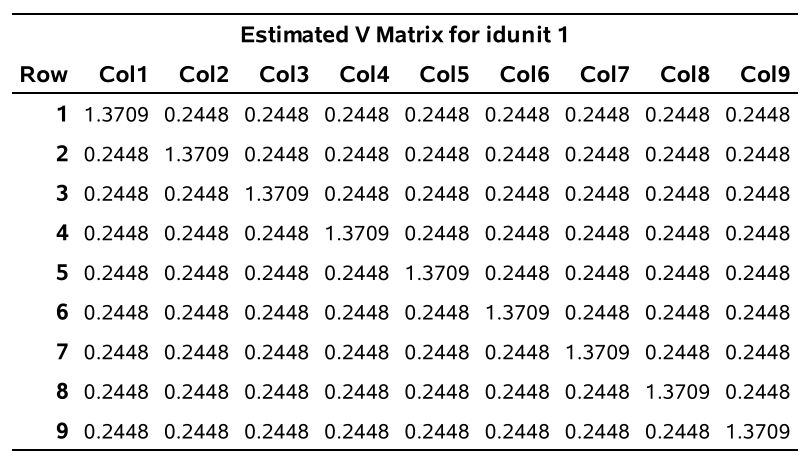 Estimated V Matrix for idunit 1
Row Col1 Col2 Col3 Col4 Col5 Col6 Col7 Col8 Col9
1 1.3709 0.2448 0.2448 0.2448 0.2448 0.2448 0.2448 0.2448 0.2448
2 0.2448 1.3709 0.2448 0.2448 0.2448 0.2448 0.2448 0.2448 0.2448
3 0.2448 0.2448 1.3709 0.2448 0.2448 0.2448 0.2448 0.2448 0.2448
4 0.2448 0.2448 0.2448 1.3709 0.2448 0.2448 0.2448 0.2448 0.2448
5 0.2448 0.2448 0.2448 0.2448 1.3709 0.2448 0.2448 0.2448 0.2448
6 0.2448 0.2448 0.2448 0.2448 0.2448 1.3709 0.2448 0.2448 0.2448
7 0.2448 0.2448 0.2448 0.2448 0.2448 0.2448 1.3709 0.2448 0.2448
8 0.2448 0.2448 0.2448 0.2448 0.2448 0.2448 0.2448 1.3709 0.2448
9 0.2448 0.2448 0.2448 0.2448 0.2448 0.2448 0.2448 0.2448 1.3709